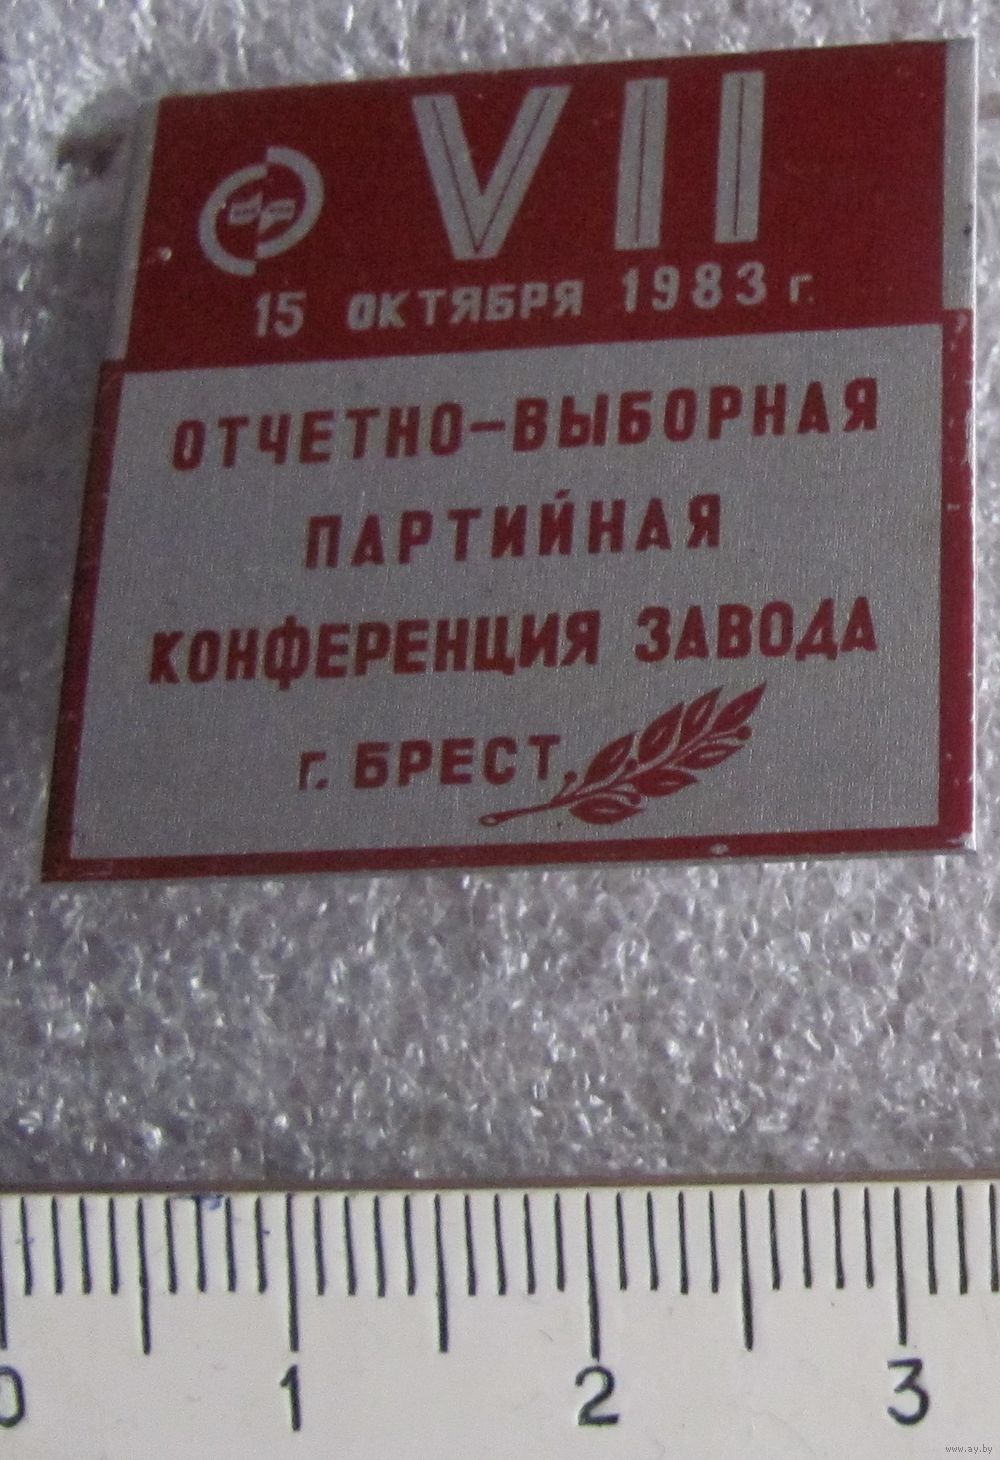 VII
15 ОКТЯБРЯ 1983 г.
ОТЧЕТНО-ВЫБОРНАЯ
ПАРТИЙНАЯ
КОНФЕРЕНЦИЯ ЗАВОДА
г. БРЕСТ
0 1 2 3
www.ay.by